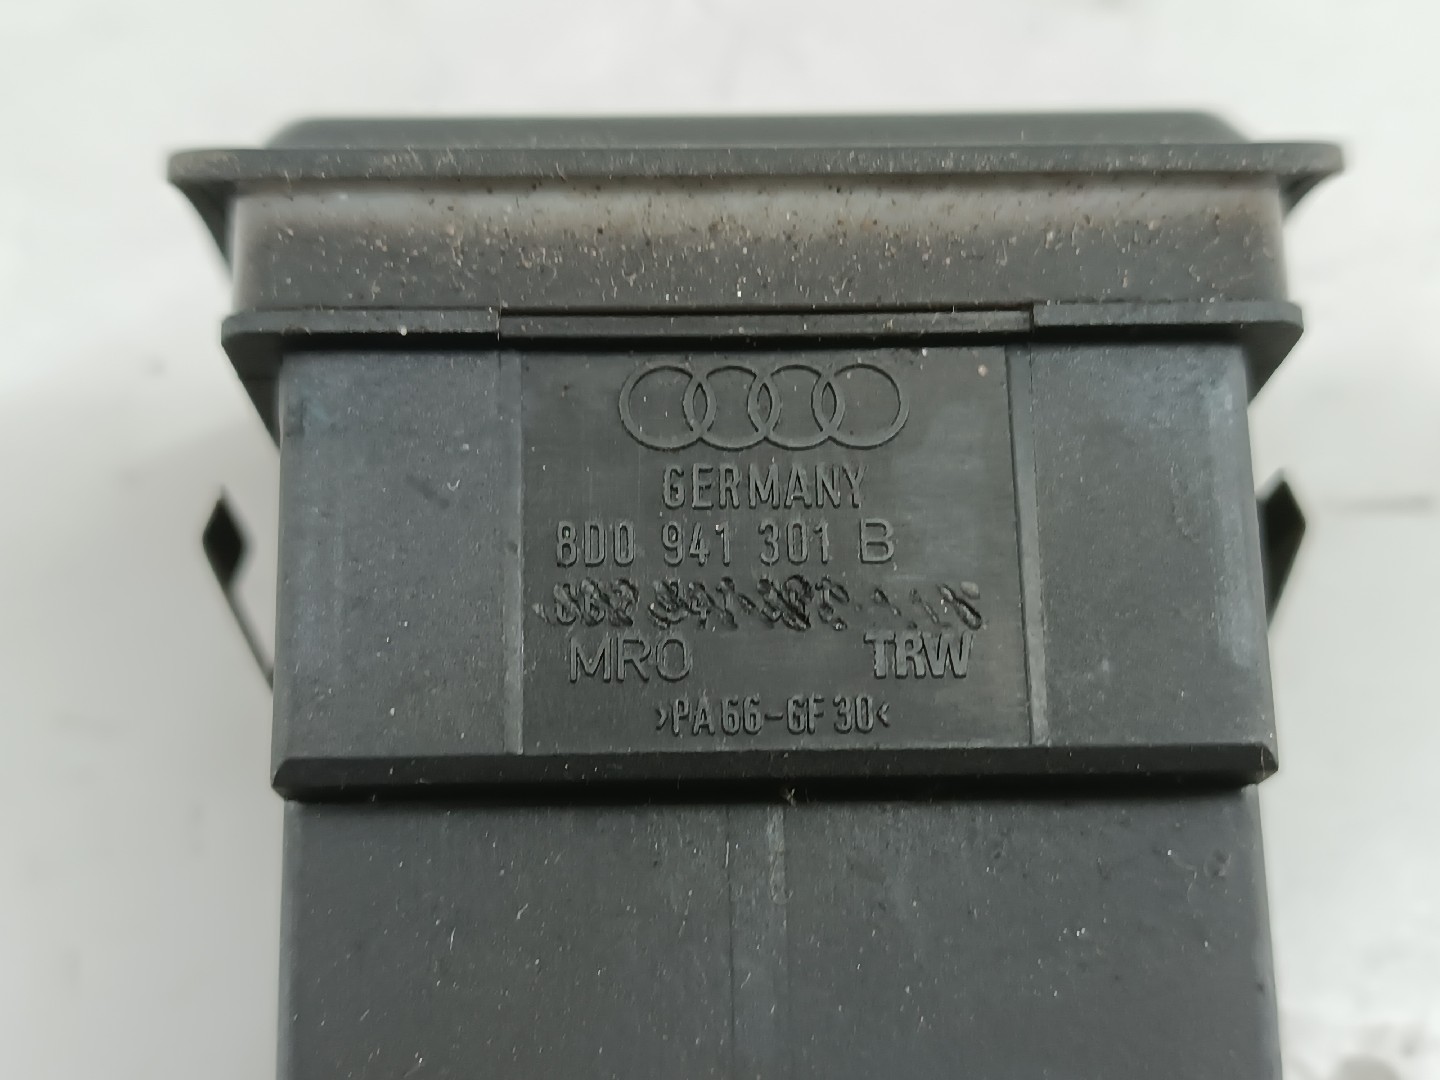 GERMANY
8D0 941 301 B
MRO TRW
>PA66-GF30<